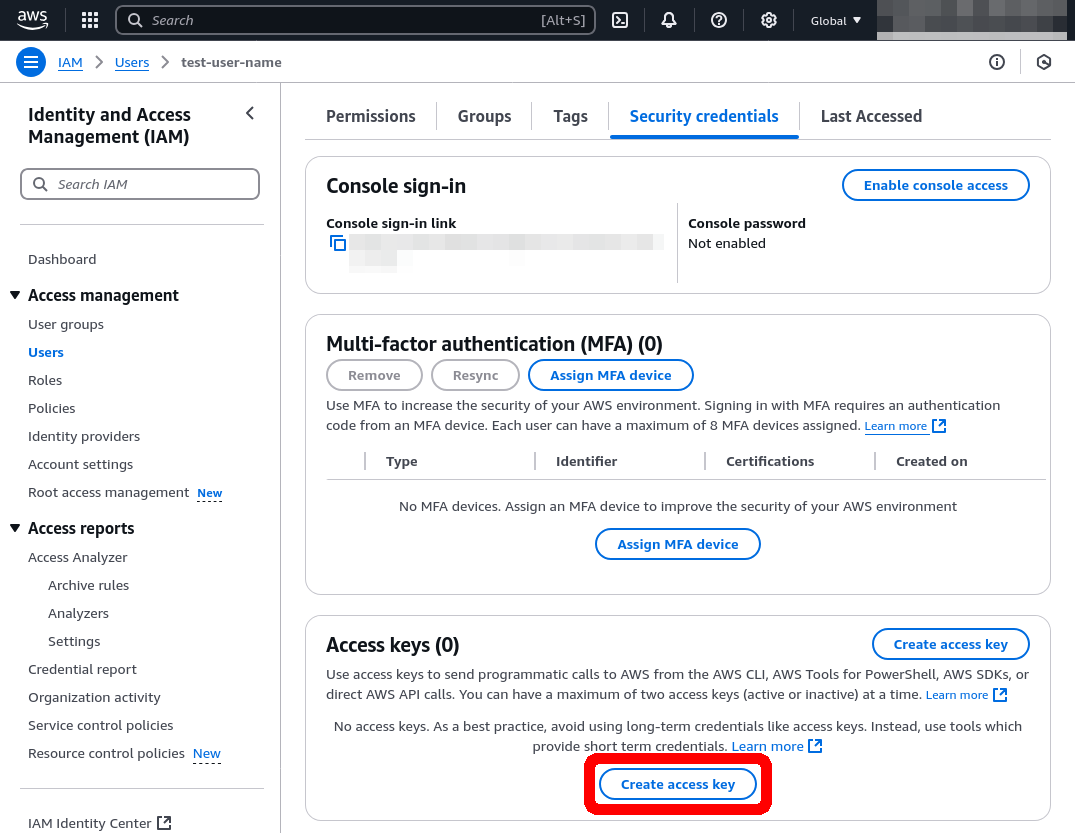 aws
Search [Alt+S]
Global
IAM > Users > test-user-name
Identity and Access
Management (IAM)
Search IAM
Dashboard
Access management
User groups
Users
Roles
Policies
Identity providers
Account settings
Root access management New
Access reports
Access Analyzer
Archive rules
Analyzers
Settings
Credential report
Organization activity
Service control policies
Resource control policies New
IAM Identity Center
Permissions Groups Tags Security credentials Last Accessed
Console sign-in
Enable console access
Console sign-in link
Console password
Not enabled
Multi-factor authentication (MFA) (0)
Remove Resync Assign MFA device
Use MFA to increase the security of your AWS environment. Signing in with MFA requires an authentication
code from an MFA device. Each user can have a maximum of 8 MFA devices assigned. Learn more
Type Identifier Certifications Created on
No MFA devices. Assign an MFA device to improve the security of your AWS environment
Assign MFA device
Access keys (0)
Create access key
Use access keys to send programmatic calls to AWS from the AWS CLI, AWS Tools for PowerShell, AWS SDKs, or
direct AWS API calls. You can have a maximum of two access keys (active or inactive) at a time. Learn more
No access keys. As a best practice, avoid using long-term credentials like access keys. Instead, use tools which
provide short term credentials. Learn more
Create access key